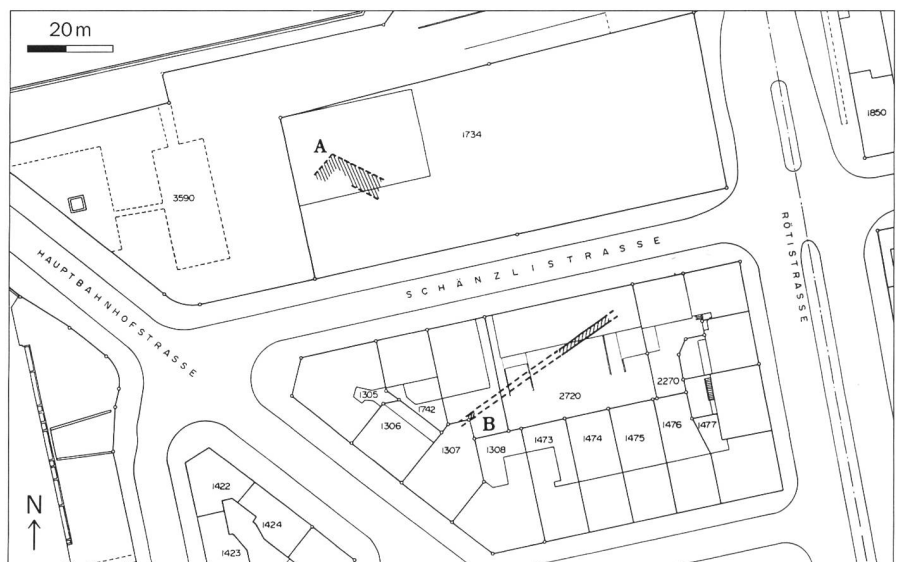 20 m
A
1734
1850
3590
HAUPTBAHNHOFSTRASSE
SCHÄNZLISTRASSE
RÖTISTRASSE
1305
1742
1306
1307
B
1308
2720
2270
1473
1474
1475
1476
1477
1422
1424
1423
N